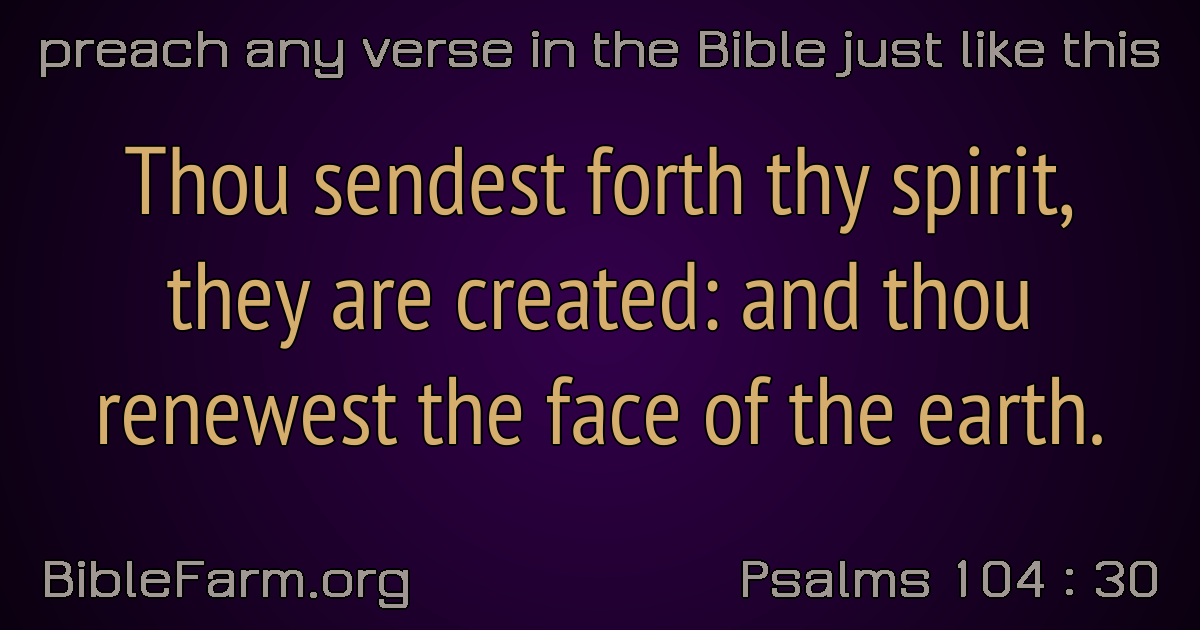 preach any verse in the Bible just like this
Thou sendest forth thy spirit,
they are created: and thou
renewest the face of the earth.
BibleFarm.org
Psalms 104 : 30